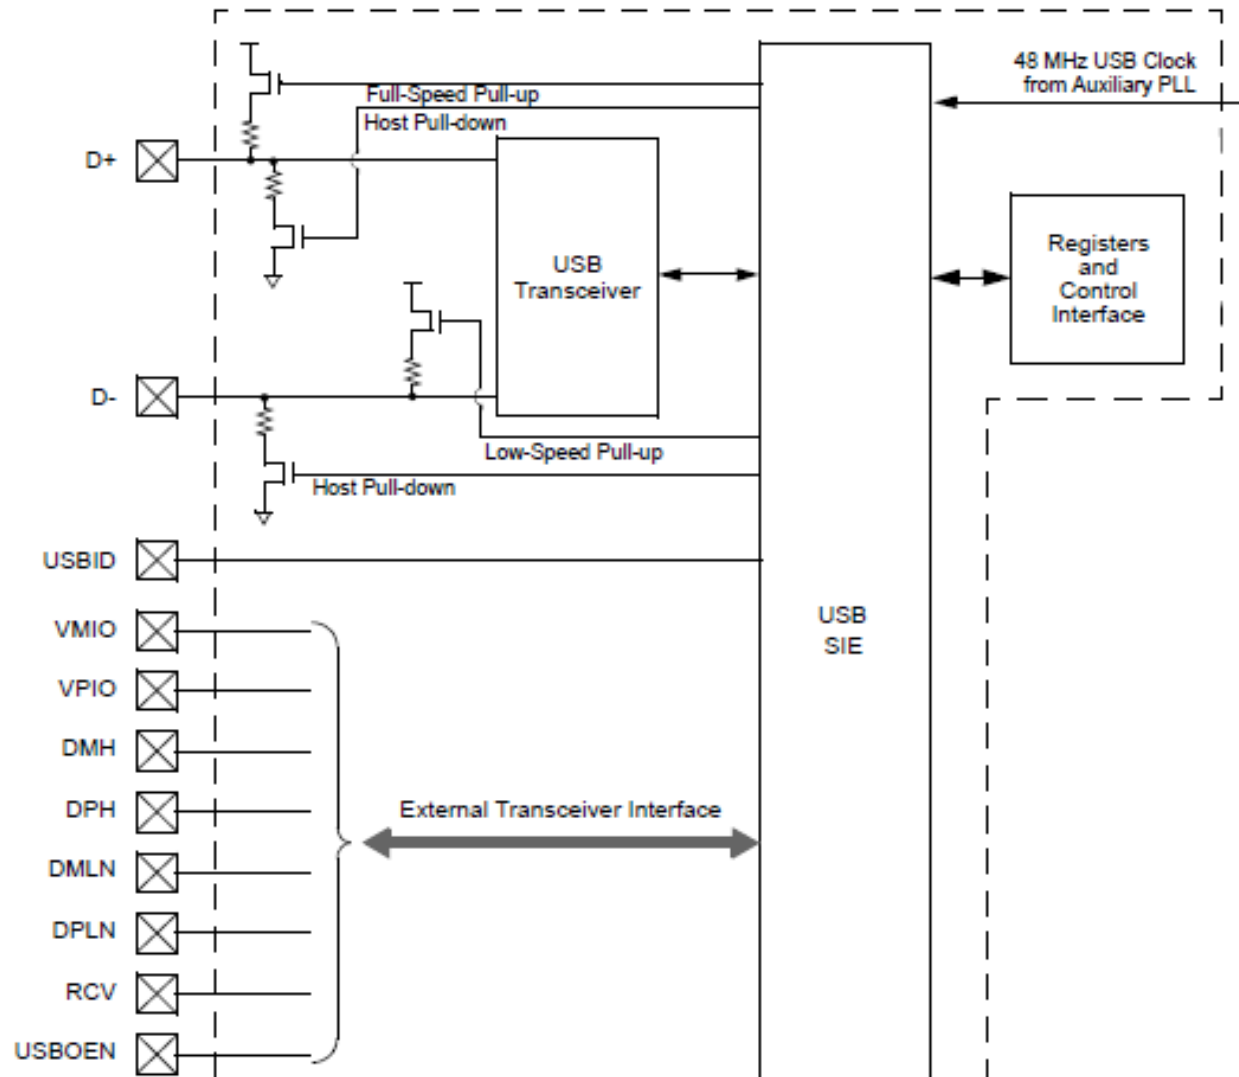 48 MHz USB Clock
from Auxiliary PLL
Full-Speed Pull-up
Host Pull-down
D+
USB
Transceiver
Registers
and
Control
Interface
D-
Low-Speed Pull-up
Host Pull-down
USBID
USB
SIE
VMIO
VPIO
DMH
DPH
External Transceiver Interface
DMLN
DPLN
RCV
USBOEN